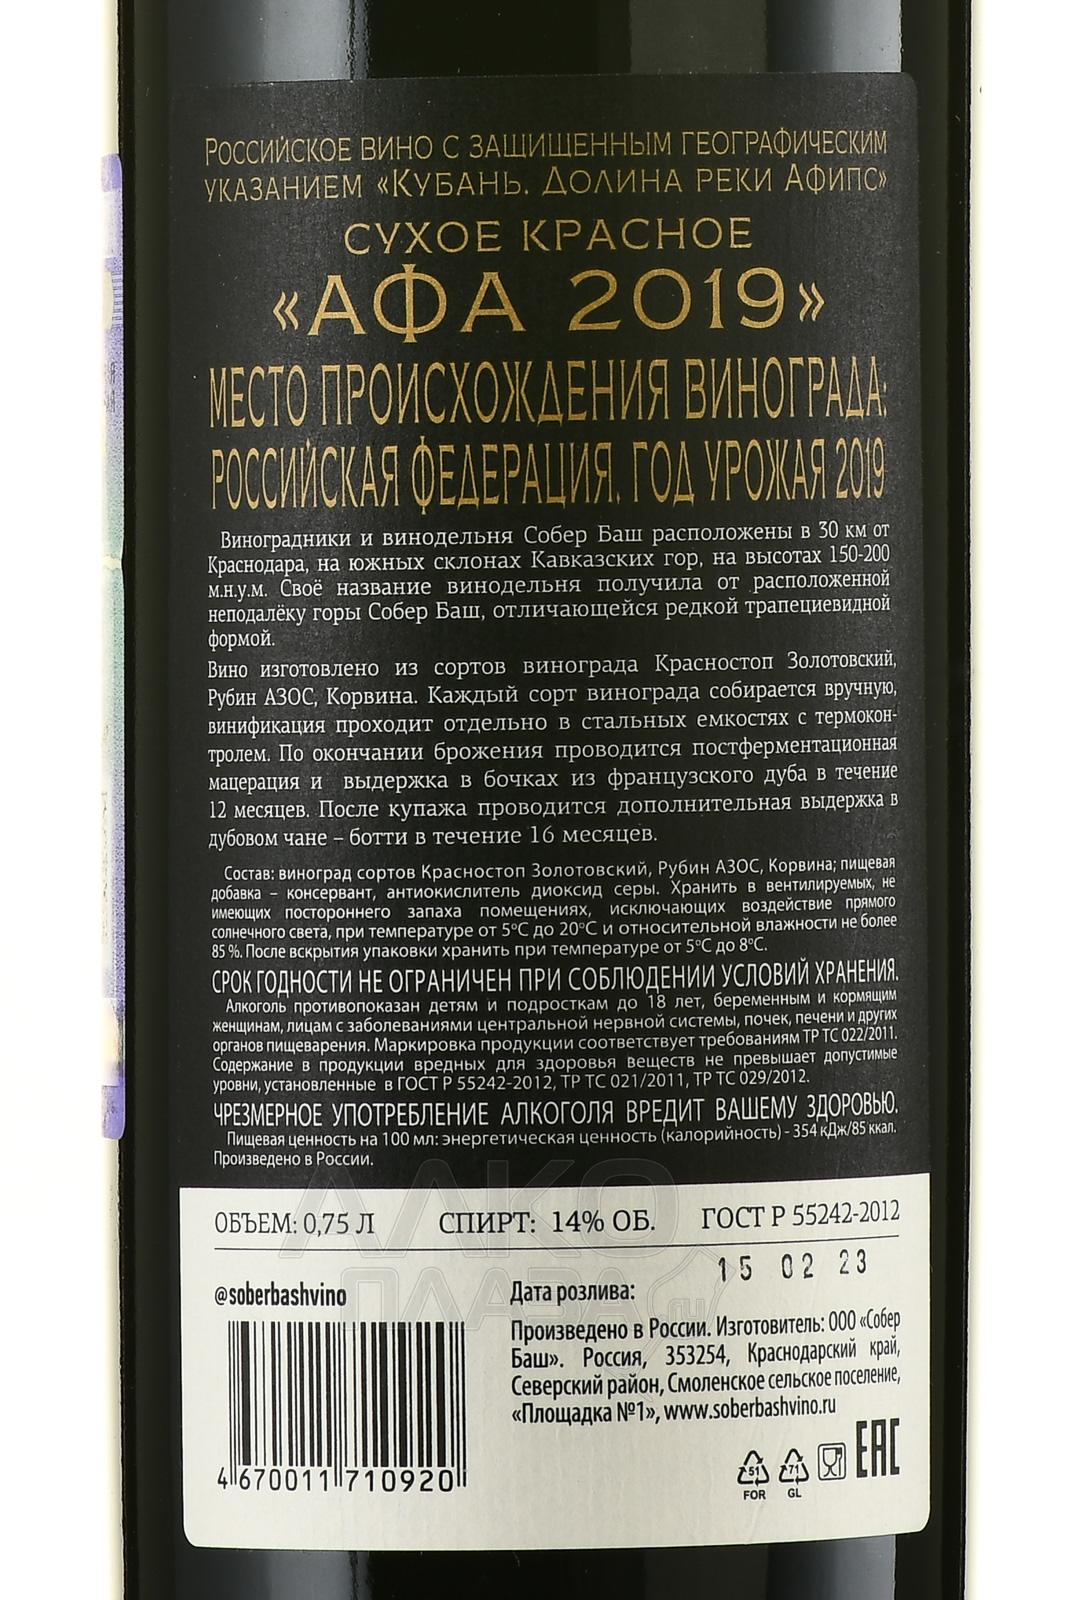 Российское вино с защищенным географическим
указанием «Кубань. Долина реки Афипс»
СУХОЕ КРАСНОЕ
«АФА 2019»
МЕСТО ПРОИСХОЖДЕНИЯ ВИНОГРАДА:
РОССИЙСКАЯ ФЕДЕРАЦИЯ. ГОД УРОЖАЯ 2019
Виноградники и винодельня Собер Баш расположены в 30 км от
Краснодара, на южных склонах Кавказских гор, на высотах 150-200
м.н.у.м. Своё название винодельня получила от расположенной
неподалёку горы Собер Баш, отличающейся редкой трапециевидной
формой.
Вино изготовлено из сортов винограда Красностоп Золотовский,
Рубин АЗОС, Корвина. Каждый сорт винограда собирается вручную,
винификация проходит отдельно в стальных емкостях с термокон-
тролем. По окончании брожения проводится постферментационная
мацерация и выдержка в бочках из французского дуба в течение
12 месяцев. После купажа проводится дополнительная выдержка в
дубовом чане – ботти в течение 16 месяцев.
Состав: виноград сортов Красностоп Золотовский, Рубин АЗОС, Корвина; пищевая
добавка – консервант, антиокислитель диоксид серы. Хранить в вентилируемых, не
имеющих постороннего запаха помещениях, исключающих воздействие прямого
солнечного света, при температуре от 5°С до 20°С и относительной влажности не более
85 %. После вскрытия упаковки хранить при температуре от 5°С до 8°С.
СРОК ГОДНОСТИ НЕ ОГРАНИЧЕН ПРИ СОБЛЮДЕНИИ УСЛОВИЙ ХРАНЕНИЯ.
Алкоголь противопоказан детям и подросткам до 18 лет, беременным и кормящим
женщинам, лицам с заболеваниями центральной нервной системы, почек, печени и других
органов пищеварения. Маркировка продукции соответствует требованиям ТР ТС 022/2011.
Содержание в продукции вредных для здоровья веществ не превышает допустимые
уровни, установленные в ГОСТ Р 55242-2012, ТР ТС 021/2011, ТР ТС 029/2012.
ЧРЕЗМЕРНОЕ УПОТРЕБЛЕНИЕ АЛКОГОЛЯ ВРЕДИТ ВАШЕМУ ЗДОРОВЬЮ.
Пищевая ценность на 100 мл: энергетическая ценность (калорийность) - 354 кДж/85 ккал.
Произведено в России.
ОБЪЕМ: 0,75 Л СПИРТ: 14% ОБ. ГОСТ Р 55242-2012
15 02 23
@soberbashvino
Дата розлива:
Произведено в России. Изготовитель: ООО «Собер
Баш». Россия, 353254, Краснодарский край,
Северский район, Смоленское сельское поселение,
«Площадка №1», www.soberbashvino.ru
4 670011 710920
51 71 EAC
FOR GL
АЛКО
ПЛАЗА.ru